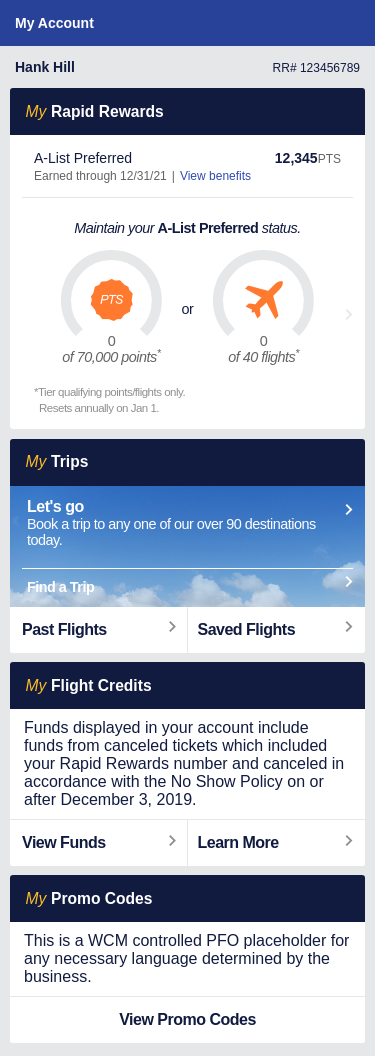 My Account
Hank Hill RR# 123456789
My Rapid Rewards
A-List Preferred 12,345PTS
Earned through 12/31/21 | View benefits
Maintain your A-List Preferred status.
PTS
or
0
of 70,000 points*
0
of 40 flights*
*Tier qualifying points/flights only.
Resets annually on Jan 1.
My Trips
Let's go
Book a trip to any one of our over 90 destinations
today.
Find a Trip
Past Flights
Saved Flights
My Flight Credits
Funds displayed in your account include
funds from canceled tickets which included
your Rapid Rewards number and canceled in
accordance with the No Show Policy on or
after December 3, 2019.
View Funds
Learn More
My Promo Codes
This is a WCM controlled PFO placeholder for
any necessary language determined by the
business.
View Promo Codes